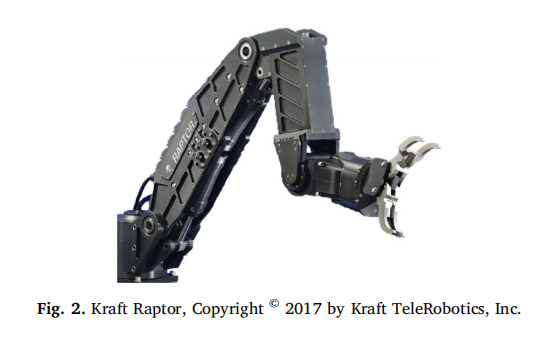 RAPTOR
Fig. 2. Kraft Raptor, Copyright © 2017 by Kraft TeleRobotics, Inc.